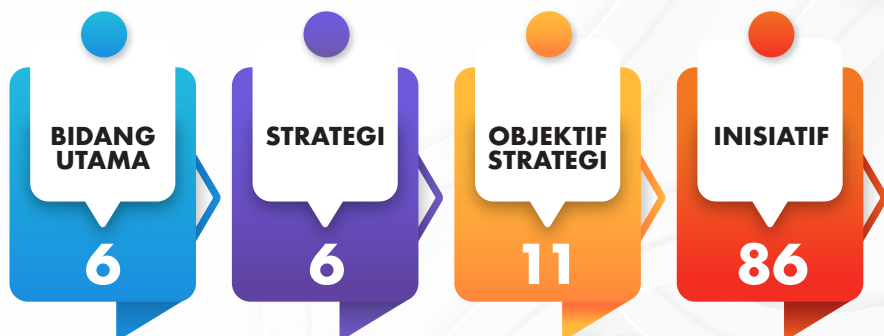 BIDANG
UTAMA
6
STRATEGI
6
OBJEKTIF
STRATEGI
11
INISIATIF
86